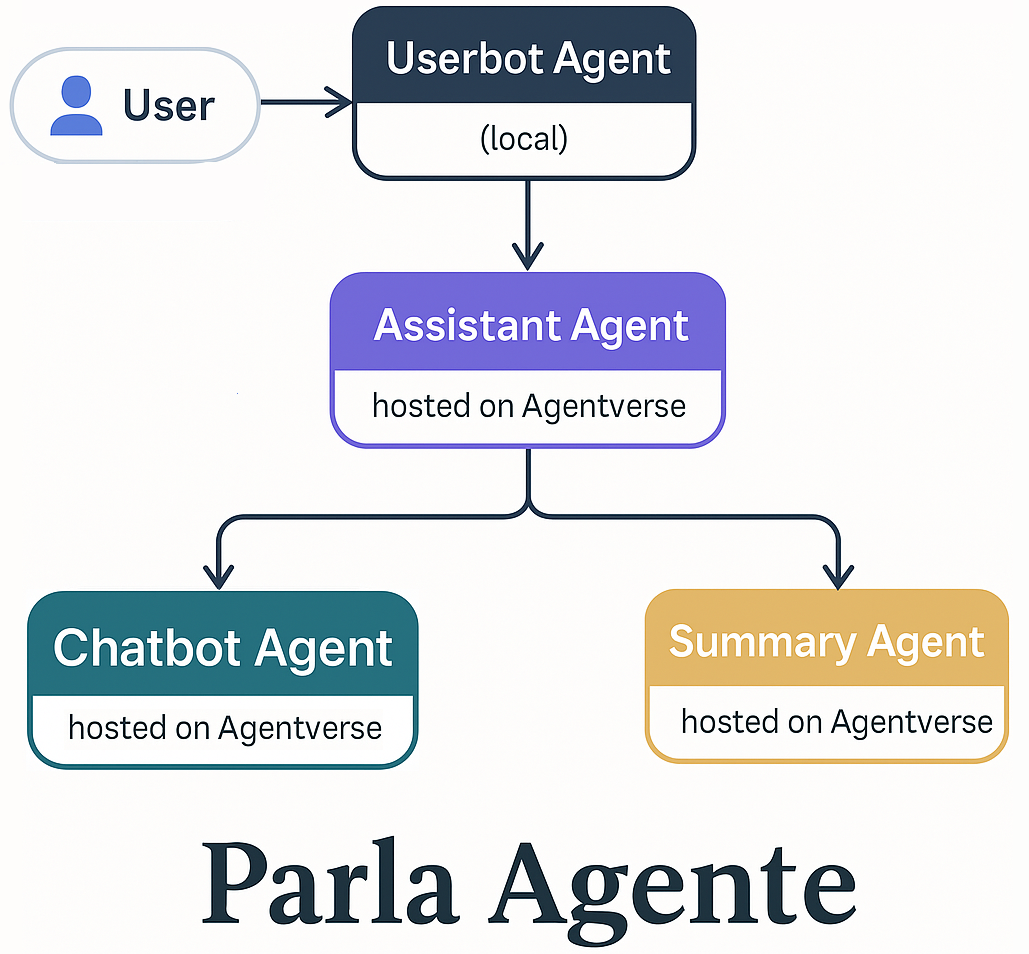 User
Userbot Agent
(local)
Assistant Agent
hosted on Agentverse
Chatbot Agent
hosted on Agentverse
Summary Agent
hosted on Agentverse
Parla Agente